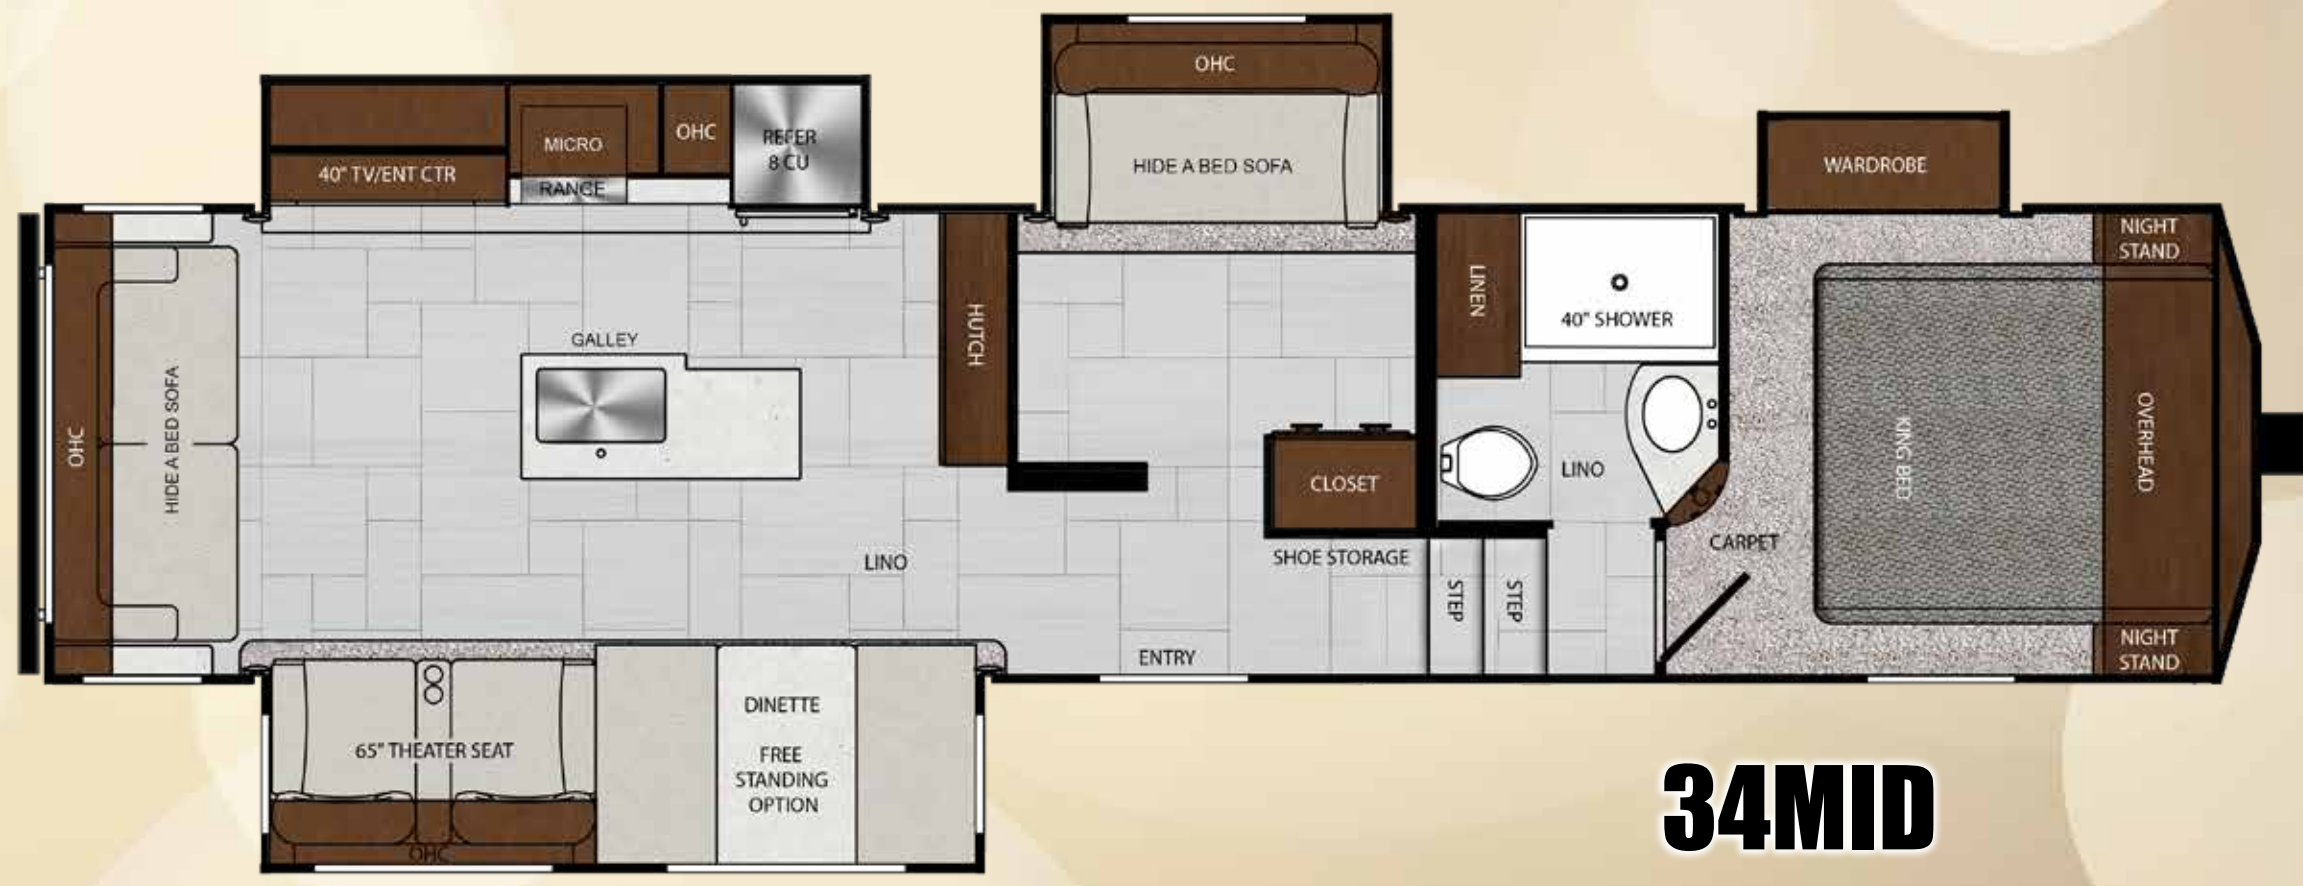 OHC
HIDE A BED SOFA
40" TV/ENT CTR
MICRO
RANGE
OHC
REFER
8 CU
GALLEY
HUTCH
LINO
65" THEATER SEAT
OHC
DINETTE
FREE
STANDING
OPTION
OHC
HIDE A BED SOFA
CLOSET
SHOE STORAGE
ENTRY
STEP
STEP
LINEN
40" SHOWER
LINO
WARDROBE
NIGHT
STAND
KING BED
OVERHEAD
CARPET
NIGHT
STAND
34MID